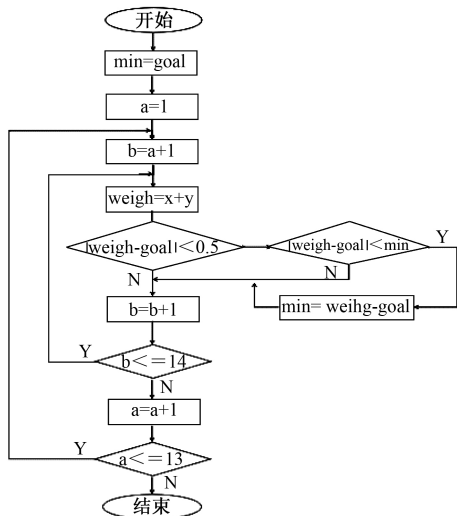 开始
min=goal
a=1
b=a+1
weigh=x+y
|weigh-goal|<0.5
|weigh-goal|<min
Y
N
N
min= weihg-goal
b=b+1
Y
b<=14
N
a=a+1
Y
a<=13
N
结束